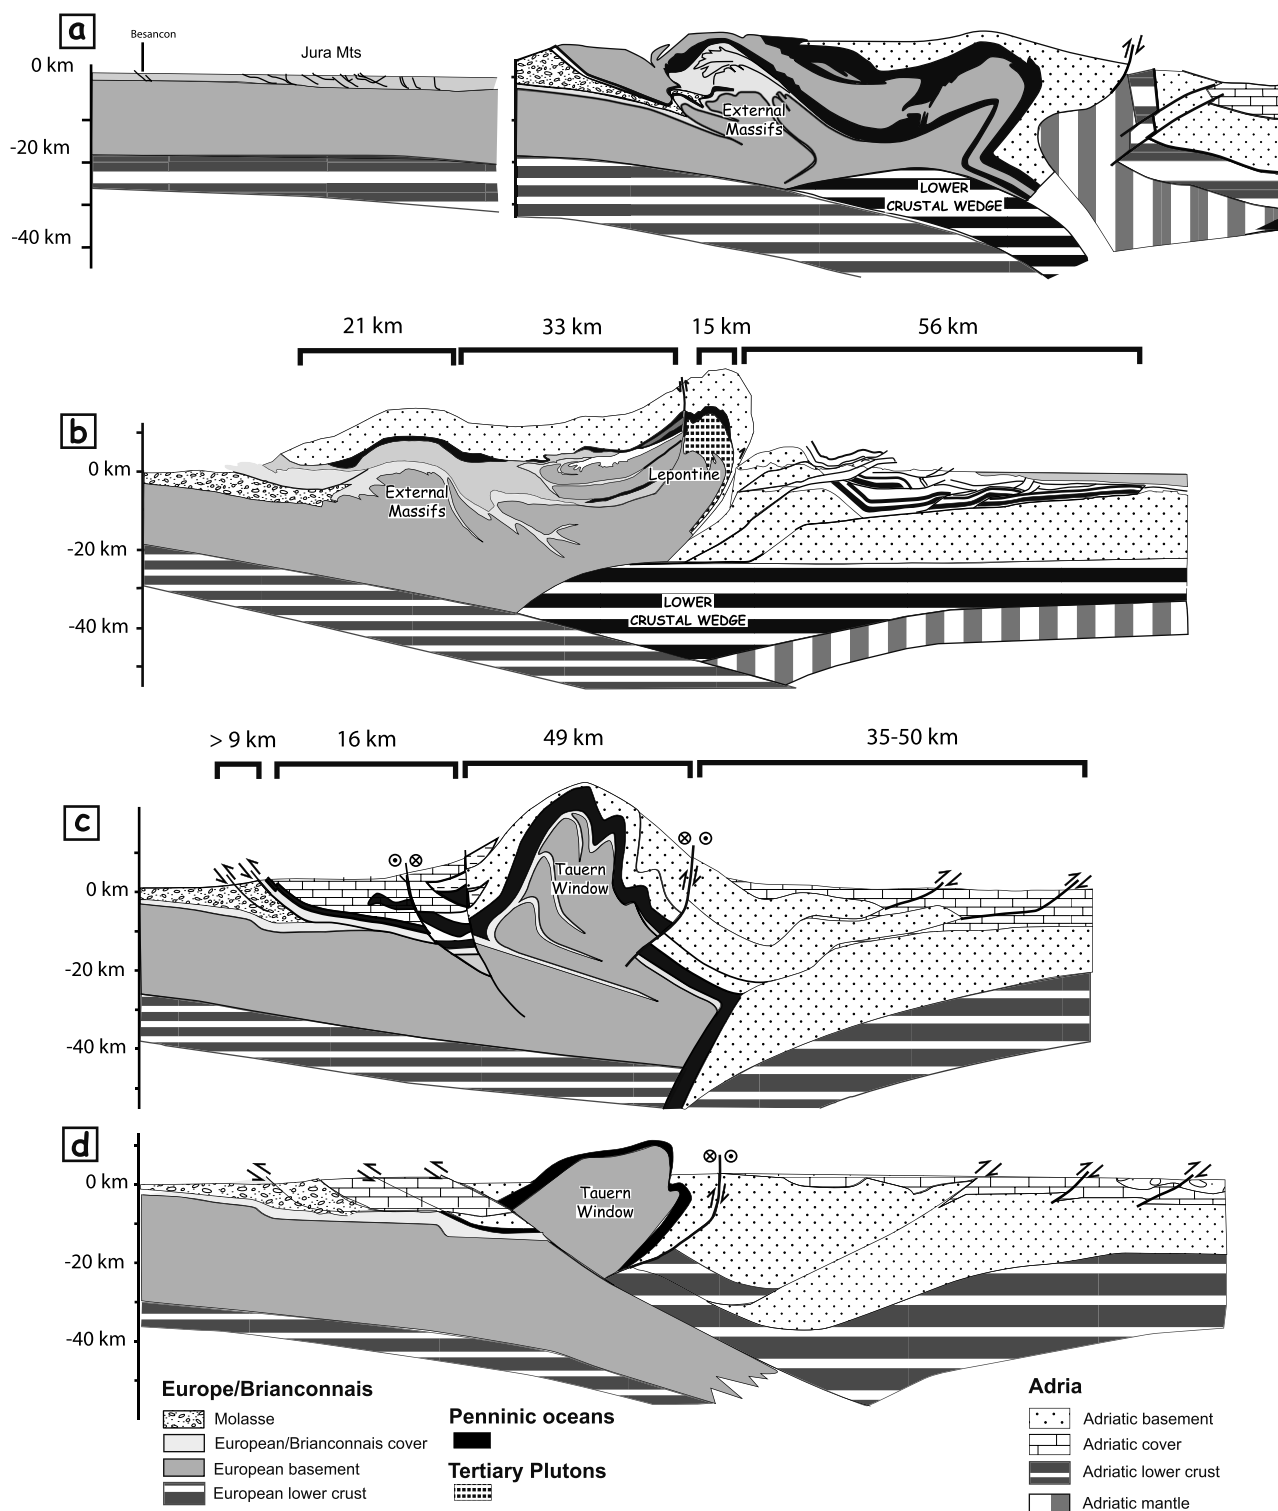 a
Besancon
Jura Mts
0 km
-20 km
-40 km
External
Massifs
LOWER
CRUSTAL WEDGE
21 km
33 km
15 km
56 km
b
0 km
-20 km
-40 km
External
Massifs
Lepontine
LOWER
CRUSTAL WEDGE
> 9 km
16 km
49 km
35-50 km
c
0 km
-20 km
-40 km
Tauern
Window
d
0 km
-20 km
-40 km
Tauern
Window
Europe/Brianconnais
Molasse
European/Brianconnais cover
European basement
European lower crust
Penninic oceans
Tertiary Plutons
Adria
Adriatic basement
Adriatic cover
Adriatic lower crust
Adriatic mantle